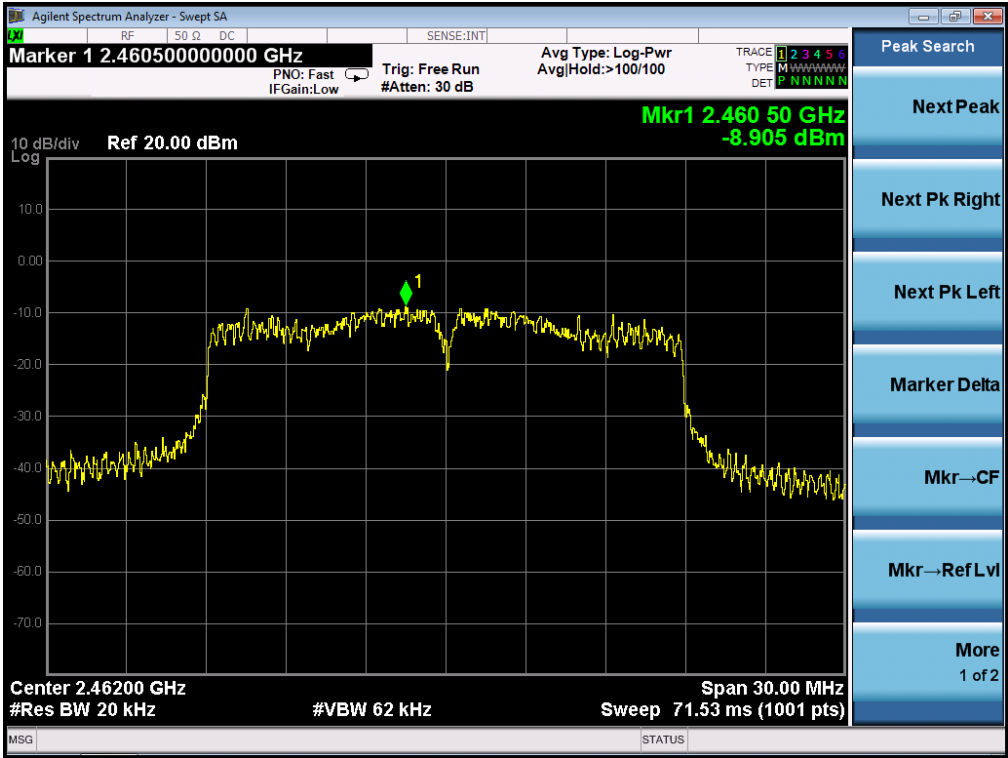 Agilent Spectrum Analyzer - Swept SA
LXI RF 50 Ω DC SENSE:INT
Marker 1 2.460500000000 GHz
PNO: Fast
IFGain:Low
Trig: Free Run
#Atten: 30 dB
Avg Type: Log-Pwr
Avg|Hold:>100/100
TRACE 1 2 3 4 5 6
TYPE M WWWWW
DET P N N N N N
Mkr1 2.460 50 GHz
-8.905 dBm
10 dB/div Ref 20.00 dBm
Log
10.0
0.00
-10.0
-20.0
-30.0
-40.0
-50.0
-60.0
-70.0
1
Center 2.46200 GHz
Span 30.00 MHz
#Res BW 20 kHz
#VBW 62 kHz
Sweep 71.53 ms (1001 pts)
MSG
STATUS
Peak Search
Next Peak
Next Pk Right
Next Pk Left
Marker Delta
Mkr→CF
Mkr→Ref Lvl
More
1 of 2